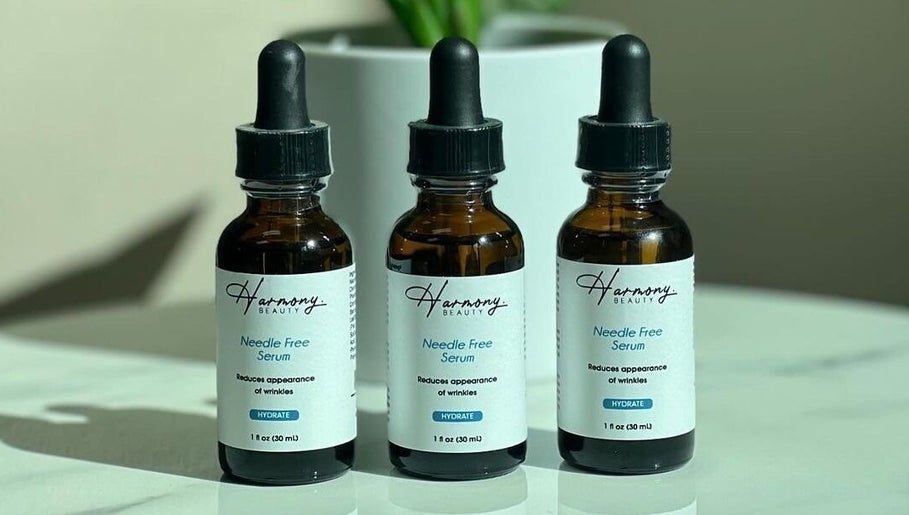 Harmony.
BEAUTY
Needle Free
Serum
Reduces appearance
of wrinkles
HYDRATE
1 fl oz (30 mL)
Harmony.
BEAUTY
Needle Free
Serum
Reduces appearance
of wrinkles
HYDRATE
1 fl oz (30 mL)
Harmony.
BEAUTY
Needle Free
Serum
Reduces appearance
of wrinkles
HYDRATE
1 fl oz (30 mL)